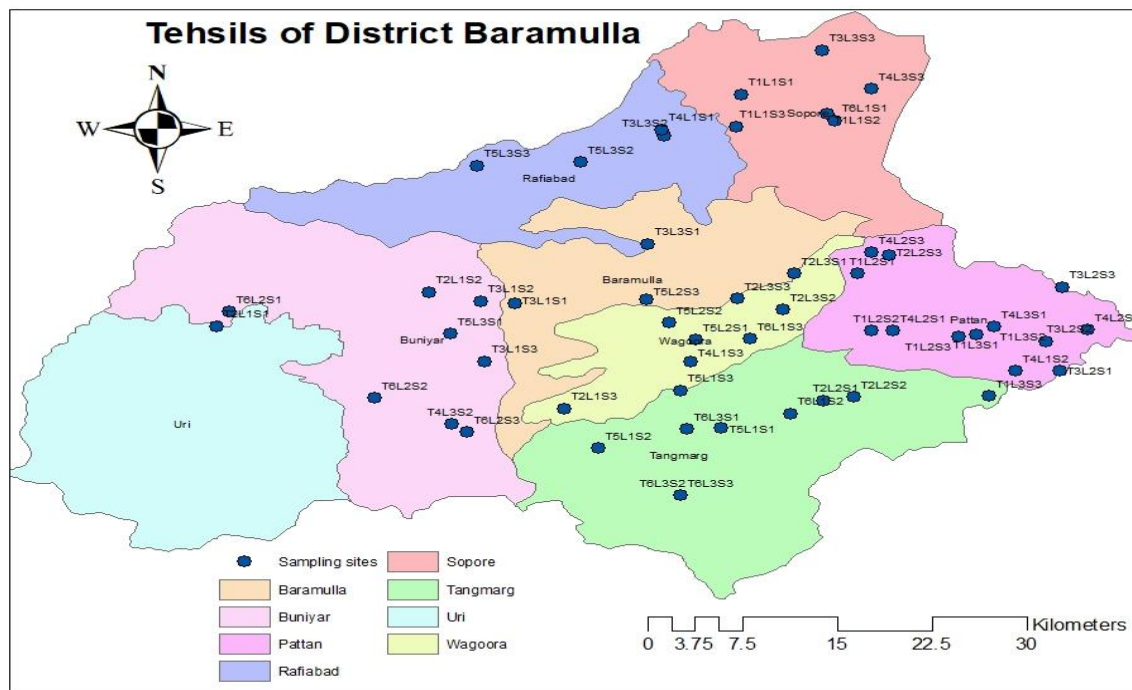 Tehsils of District Baramulla
N
W E
S
T3L3S3
T1L1S1
T4L3S3
T6L1S1
Sopore
T1L1S2
T1L1S3
T4L1S1
T3L3S2
T5L3S3
T5L3S2
Rafiabad
T3L3S1
T4L2S3
T2L2S3
T2L3S1
T1L2S1
T3L2S3
Baramulla
T2L1S2
T3L1S2
T3L1S1
T5L2S3
T2L3S3
T2L3S2
T6L2S1
T2L1S1
T5L3S1
Buniyar
T5L2S2
T5L2S1
T6L1S3
Wagoora
T1L2S2
T4L2S1
Pattan
T4L3S1
T1L2S3
T1L3S1
T1L3S2
T3L1S3
T4L1S3
T4L1S2
T3L2S1
T5L1S3
T2L1S3
T1L3S3
T2L2S1
T2L2S2
T6L1S2
T6L2S2
Uri
T4L3S2
T6L2S3
T6L3S1
T5L1S1
T5L1S2
Tangmarg
T6L3S2
T6L3S3
Sampling sites
Baramulla
Buniyar
Pattan
Rafiabad
Sopore
Tangmarg
Uri
Wagoora
Kilometers
0 3.75 7.5 15 22.5 30